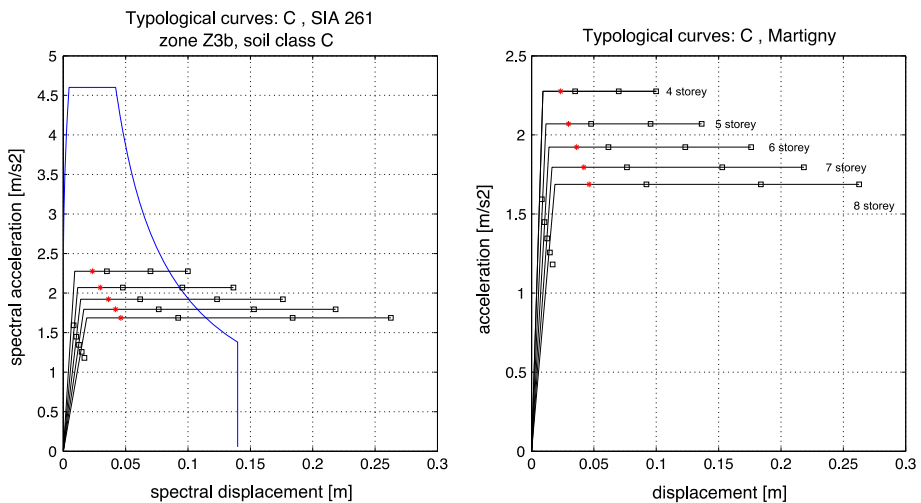 Typological curves: C , SIA 261
zone Z3b, soil class C
spectral acceleration [m/s2]
5
4.5
4
3.5
3
2.5
2
1.5
1
0.5
0
0
0.05
0.1
0.15
0.2
0.25
0.3
spectral displacement [m]
Typological curves: C , Martigny
acceleration [m/s2]
2.5
2
1.5
1
0.5
0
4 storey
5 storey
6 storey
7 storey
8 storey
0
0.05
0.1
0.15
0.2
0.25
0.3
displacement [m]